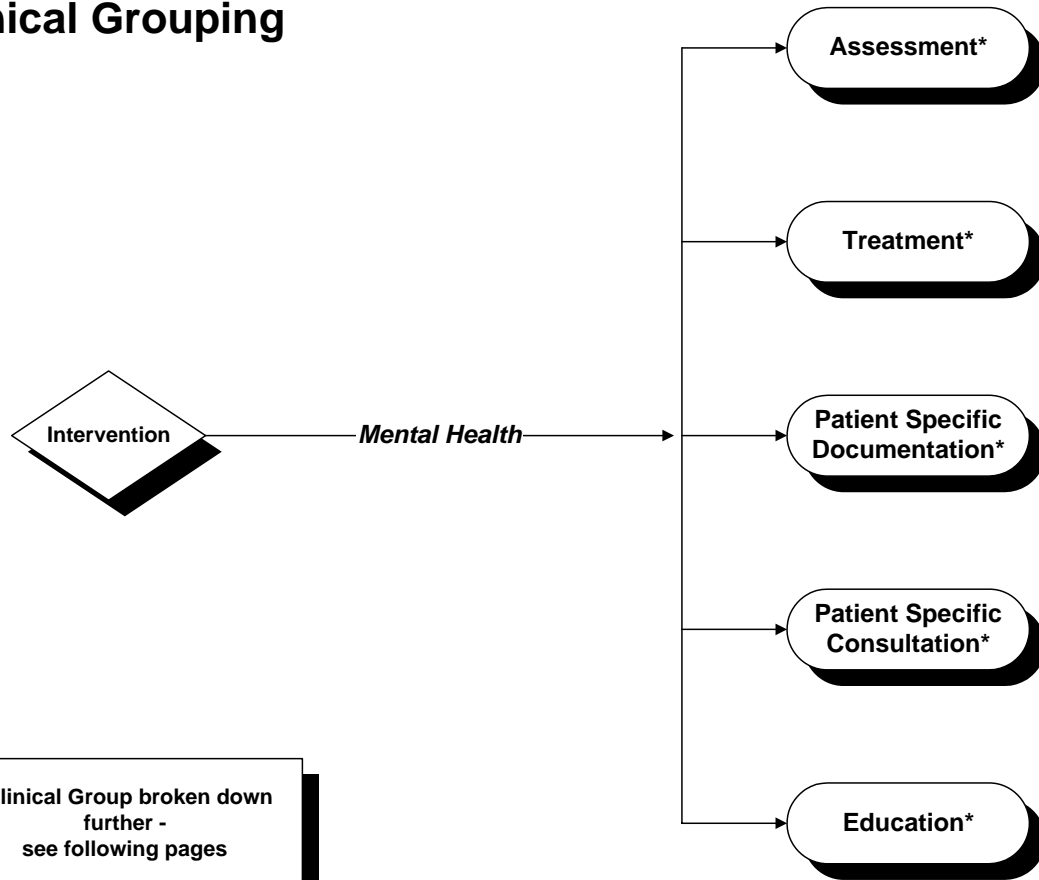 nical Grouping
Assessment*
Treatment*
Intervention
Mental Health
Patient Specific
Documentation*
Patient Specific
Consultation*
linical Group broken down
further -
see following pages
Education*